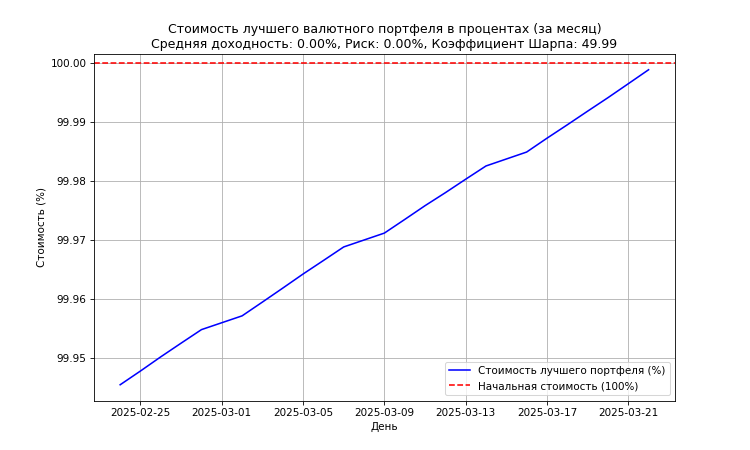 Стоимость лучшего валютного портфеля в процентах (за месяц)
Средняя доходность: 0.00%, Риск: 0.00%, Коэффициент Шарпа: 49.99
100.00
99.99
99.98
99.97
99.96
99.95
Стоимость (%)
Стоимость лучшего портфеля (%)
Начальная стоимость (100%)
2025-02-25 2025-03-01 2025-03-05 2025-03-09 2025-03-13 2025-03-17 2025-03-21
День